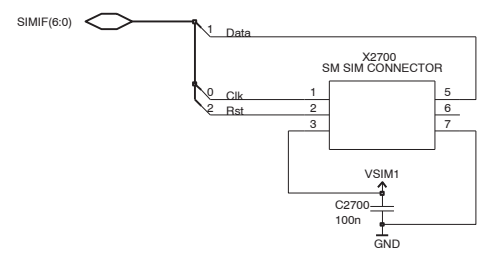 SIMIF(6:0)
1 Data
X2700
SM SIM CONNECTOR
0 Clk 1 5
2 Rst 2 6
3 7
VSIM1
C2700
100n
GND